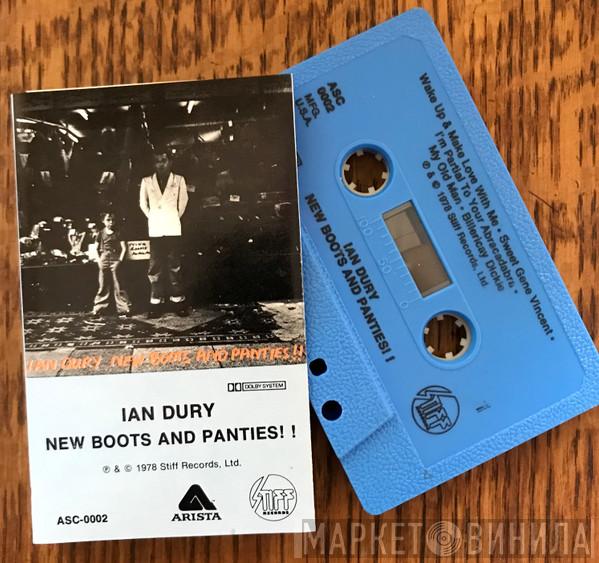 IAN DURY NEW BOOTS AND PANTIES!!
DOLBY SYSTEM
IAN DURY
NEW BOOTS AND PANTIES! !
℗ & © 1978 Stiff Records, Ltd.
ASC-0002
ARISTA
STIFF
RECORDS
ASC
0002
MFG.
U.S.A.
Wake Up & Make Love With Me • Sweet Gene Vincent •
I'm Partial To Your Abracadabra •
My Old Man • Billericay Dickie
℗ & © 1978 Stiff Records, Ltd
100 50 0
IAN DURY
NEW BOOTS AND PANTIES! !
STIFF
МАРКЕТ ВИНИЛА